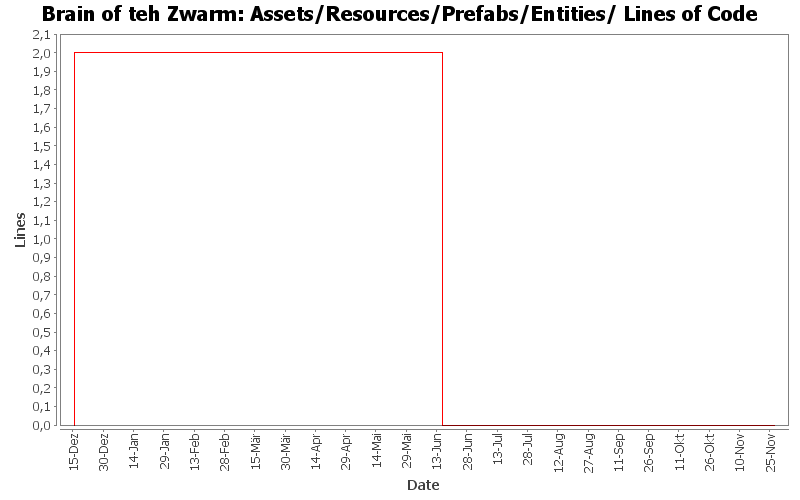 Brain of teh Zwarm: Assets/Resources/Prefabs/Entities/ Lines of Code
2,1
2,0
1,9
1,8
1,7
1,6
1,5
1,4
1,3
1,2
1,1
1,0
0,9
0,8
0,7
0,6
0,5
0,4
0,3
0,2
0,1
0,0
Lines
15-Dez
30-Dez
14-Jan
29-Jan
13-Feb
28-Feb
15-Mär
30-Mär
14-Apr
29-Apr
14-Mai
29-Mai
13-Jun
28-Jun
13-Jul
28-Jul
12-Aug
27-Aug
11-Sep
26-Sep
11-Okt
26-Okt
10-Nov
25-Nov
Date